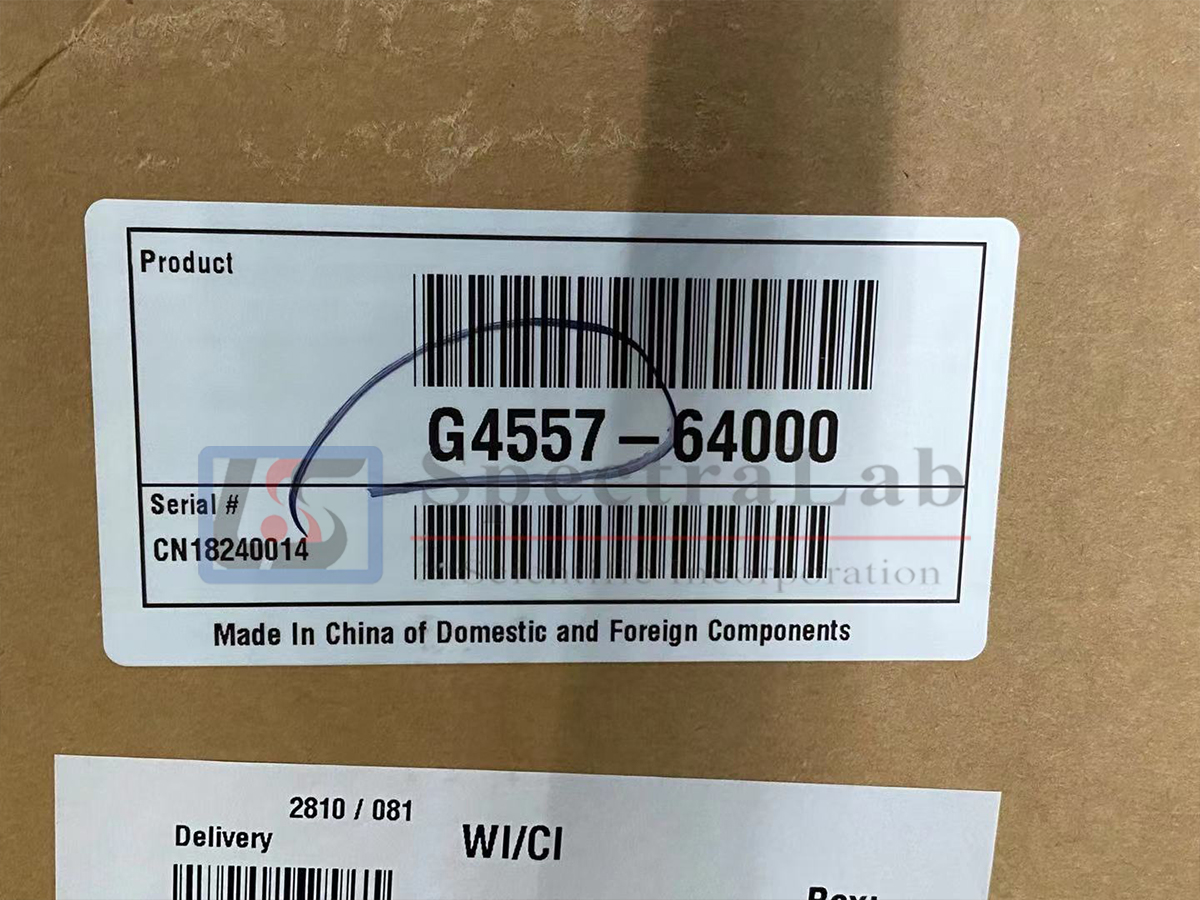 Product
G4557-64000
Serial #
CN18240014
SpectraLab
Scientific Incorporation
Made In China of Domestic and Foreign Components
2810 / 081
Delivery
WI/CI
Box: